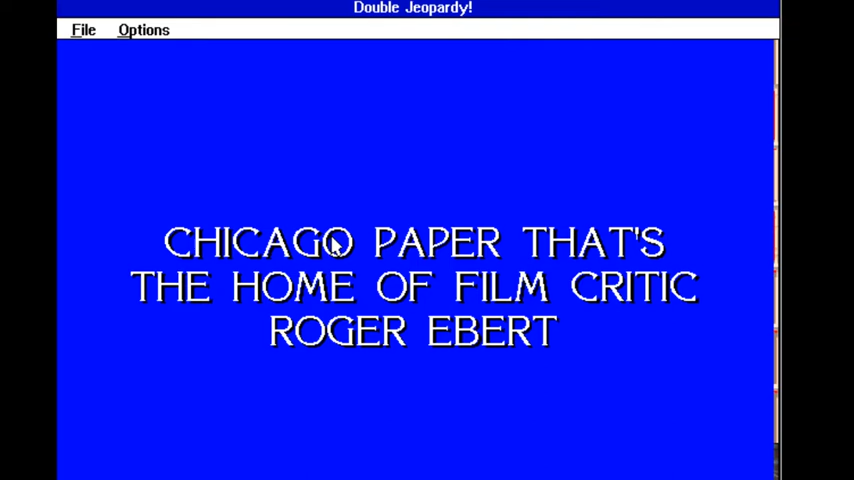 Double Jeopardy!
File Options
CHICAGO PAPER THAT'S
THE HOME OF FILM CRITIC
ROGER EBERT